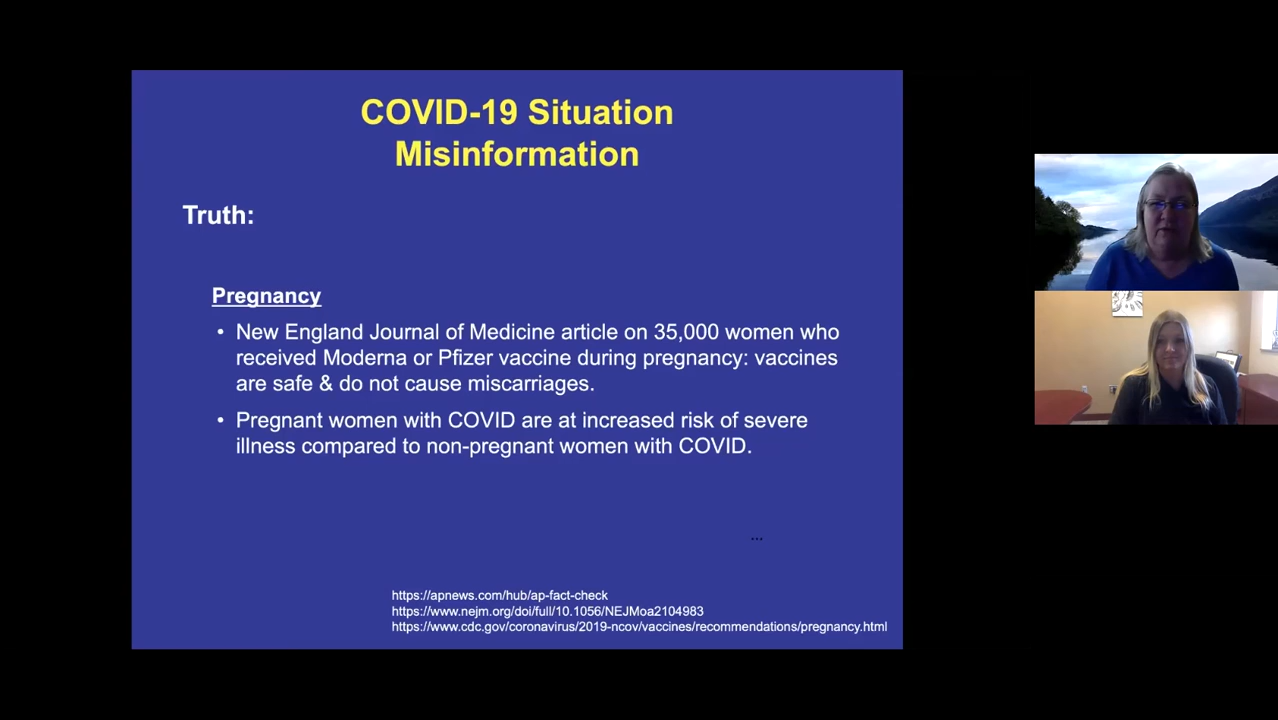 COVID-19 Situation
Misinformation
Truth:
Pregnancy
• New England Journal of Medicine article on 35,000 women who
received Moderna or Pfizer vaccine during pregnancy: vaccines
are safe & do not cause miscarriages.
• Pregnant women with COVID are at increased risk of severe
illness compared to non-pregnant women with COVID.
...
https://apnews.com/hub/ap-fact-check
https://www.nejm.org/doi/full/10.1056/NEJMoa2104983
https://www.cdc.gov/coronavirus/2019-ncov/vaccines/recommendations/pregnancy.html